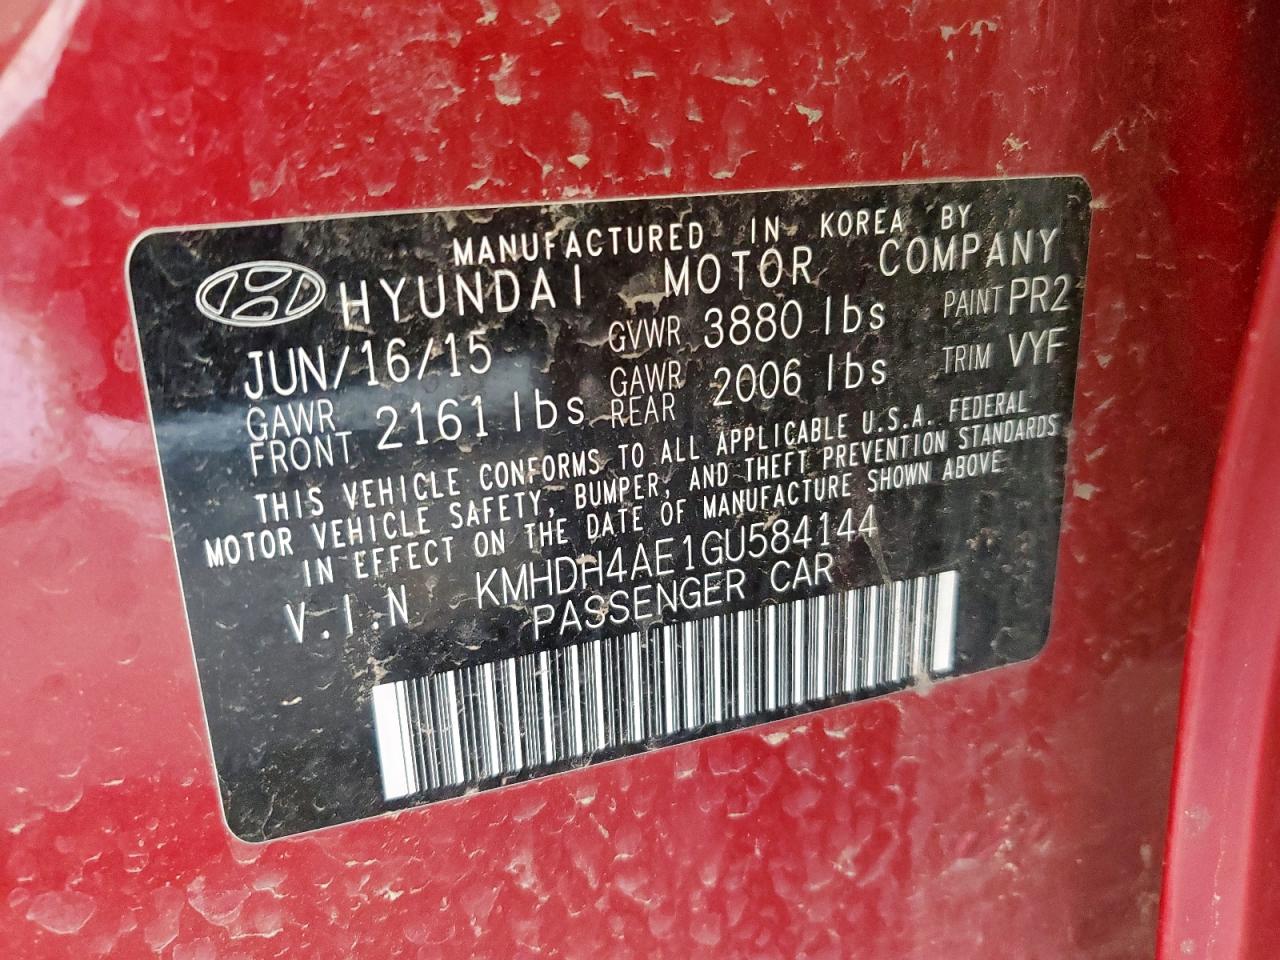 MANUFACTURED IN KOREA BY
HYUNDAI MOTOR COMPANY
JUN/16/15 GVWR 3880 lbs PAINT PR2
GAWR FRONT 2161 lbs GAWR REAR 2006 lbs TRIM VYF
THIS VEHICLE CONFORMS TO ALL APPLICABLE U.S.A. FEDERAL
MOTOR VEHICLE SAFETY, BUMPER, AND THEFT PREVENTION STANDARDS
IN EFFECT ON THE DATE OF MANUFACTURE SHOWN ABOVE
V.I.N KMHDH4AE1GU584144
PASSENGER CAR